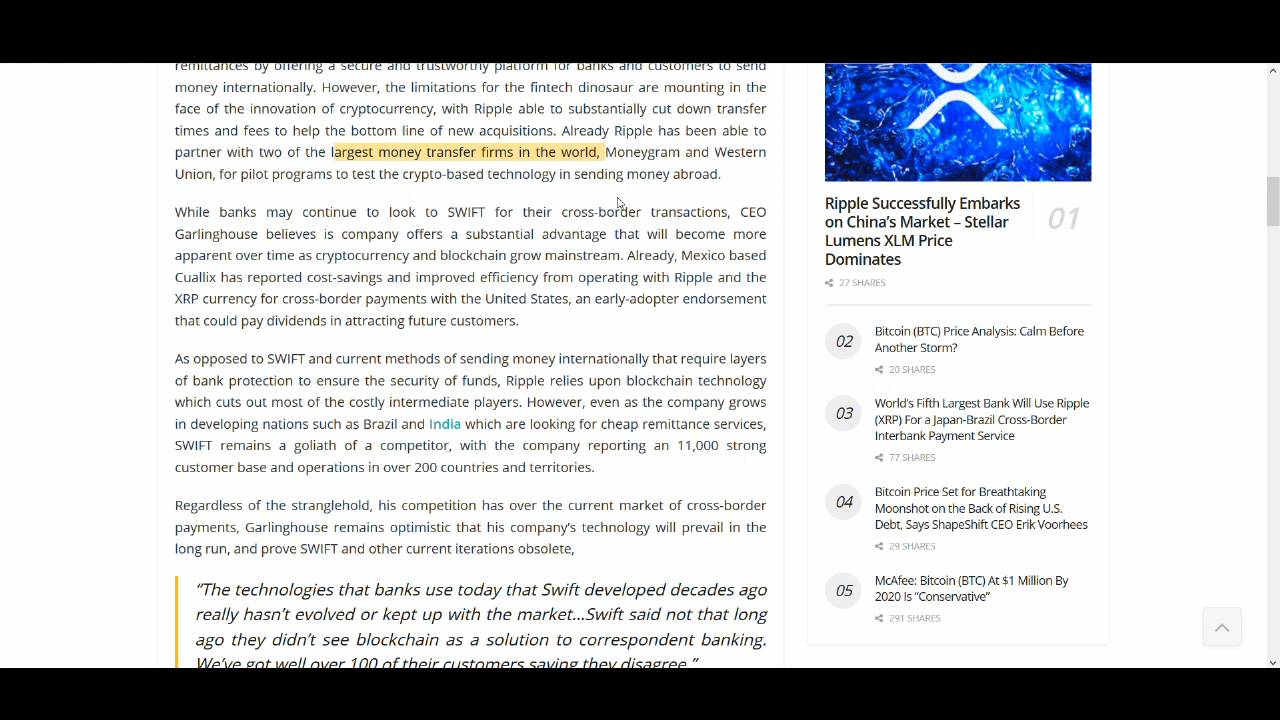 remittances by offering a secure and trustworthy platform for banks and customers to send
money internationally. However, the limitations for the fintech dinosaur are mounting in the
face of the innovation of cryptocurrency, with Ripple able to substantially cut down transfer
times and fees to help the bottom line of new acquisitions. Already Ripple has been able to
partner with two of the largest money transfer firms in the world, Moneygram and Western
Union, for pilot programs to test the crypto-based technology in sending money abroad.
While banks may continue to look to SWIFT for their cross-border transactions, CEO
Garlinghouse believes is company offers a substantial advantage that will become more
apparent over time as cryptocurrency and blockchain grow mainstream. Already, Mexico based
Cuallix has reported cost-savings and improved efficiency from operating with Ripple and the
XRP currency for cross-border payments with the United States, an early-adopter endorsement
that could pay dividends in attracting future customers.
As opposed to SWIFT and current methods of sending money internationally that require layers
of bank protection to ensure the security of funds, Ripple relies upon blockchain technology
which cuts out most of the costly intermediate players. However, even as the company grows
in developing nations such as Brazil and India which are looking for cheap remittance services,
SWIFT remains a goliath of a competitor, with the company reporting an 11,000 strong
customer base and operations in over 200 countries and territories.
Regardless of the stranglehold, his competition has over the current market of cross-border
payments, Garlinghouse remains optimistic that his company's technology will prevail in the
long run, and prove SWIFT and other current iterations obsolete,
“The technologies that banks use today that Swift developed decades ago
really hasn’t evolved or kept up with the market…Swift said not that long
ago they didn’t see blockchain as a solution to correspondent banking.
We’ve got well over 100 of their customers saying they disagree.”
Ripple Successfully Embarks
on China’s Market – Stellar
Lumens XLM Price
Dominates
01
27 SHARES
02
Bitcoin (BTC) Price Analysis: Calm Before
Another Storm?
20 SHARES
03
World’s Fifth Largest Bank Will Use Ripple
(XRP) For a Japan-Brazil Cross-Border
Interbank Payment Service
77 SHARES
04
Bitcoin Price Set for Breathtaking
Moonshot on the Back of Rising U.S.
Debt, Says ShapeShift CEO Erik Voorhees
29 SHARES
05
McAfee: Bitcoin (BTC) At $1 Million By
2020 Is “Conservative”
291 SHARES